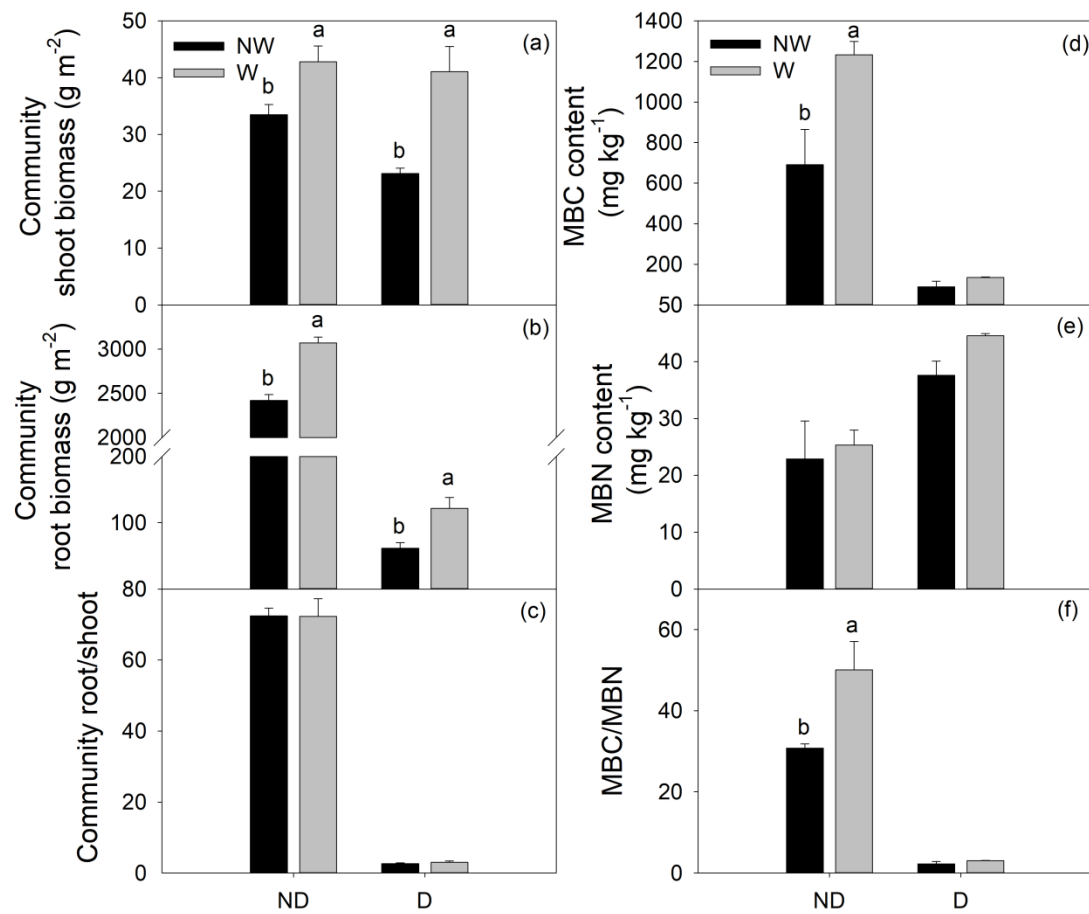 Community
shoot biomass (g m⁻²)
50
40
30
20
10
0
NW
W
(a)
b
a
b
a
Community
root biomass (g m⁻²)
3000
2500
2000
200
100
80
(b)
b
a
b
a
Community root/shoot
60
40
20
0
(c)
ND
D
MBC content
(mg kg⁻¹)
1400
1200
1000
800
600
400
200
50
NW
W
(d)
b
a
MBN content
(mg kg⁻¹)
40
30
20
10
0
(e)
MBC/MBN
60
40
20
0
(f)
b
a
ND
D